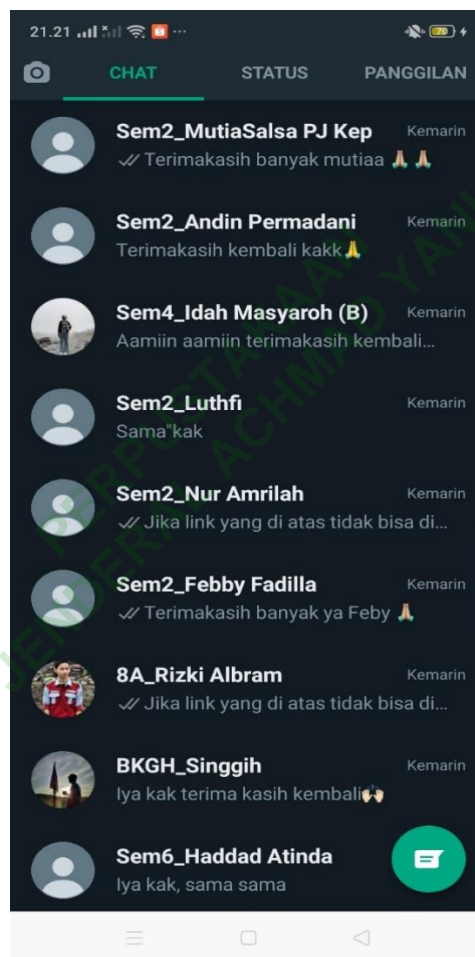 21.21 ... 70
CHAT STATUS PANGGILAN
Sem2_MutiaSalsa PJ Kep Kemarin
Terimakasih banyak mutiaa 🙏🙏
Sem2_Andin Permadani Kemarin
Terimakasih kembali kakk🙏
Sem4_Idah Masyaroh (B) Kemarin
Aamiin aamiin terimakasih kembali...
Sem2_Luthfi Kemarin
Sama"kak
Sem2_Nur Amrilah Kemarin
Jika link yang di atas tidak bisa di...
Sem2_Febby Fadilla Kemarin
Terimakasih banyak ya Feby 🙏
8A_Rizki Albram Kemarin
Jika link yang di atas tidak bisa di...
BKGH_Singgih Kemarin
Iya kak terima kasih kembali🙌
Sem6_Haddad Atinda
Iya kak, sama sama
PERPUSTAKAAN
JENDERAL ACHMAD YANI